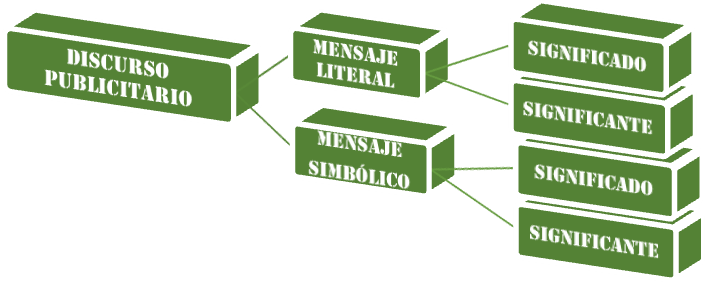 DISCURSO
PUBLICITARIO
MENSAJE
LITERAL
SIGNIFICADO
SIGNIFICANTE
MENSAJE
SIMBÓLICO
SIGNIFICADO
SIGNIFICANTE